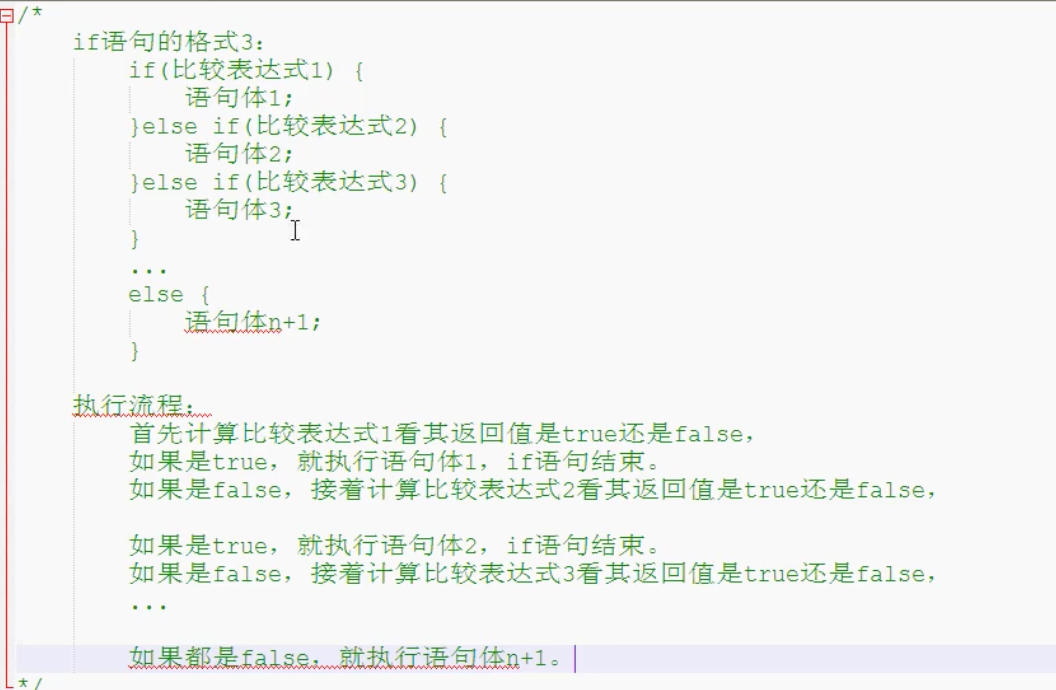 /*
if语句的格式3：
if(比较表达式1) {
语句体1;
}else if(比较表达式2) {
语句体2;
}else if(比较表达式3) {
语句体3;
}
...
else {
语句体n+1;
}
执行流程：
首先计算比较表达式1看其返回值是true还是false，
如果是true，就执行语句体1，if语句结束。
如果是false，接着计算比较表达式2看其返回值是true还是false，
如果是true，就执行语句体2，if语句结束。
如果是false，接着计算比较表达式3看其返回值是true还是false，
...
如果都是false，就执行语句体n+1。
*/